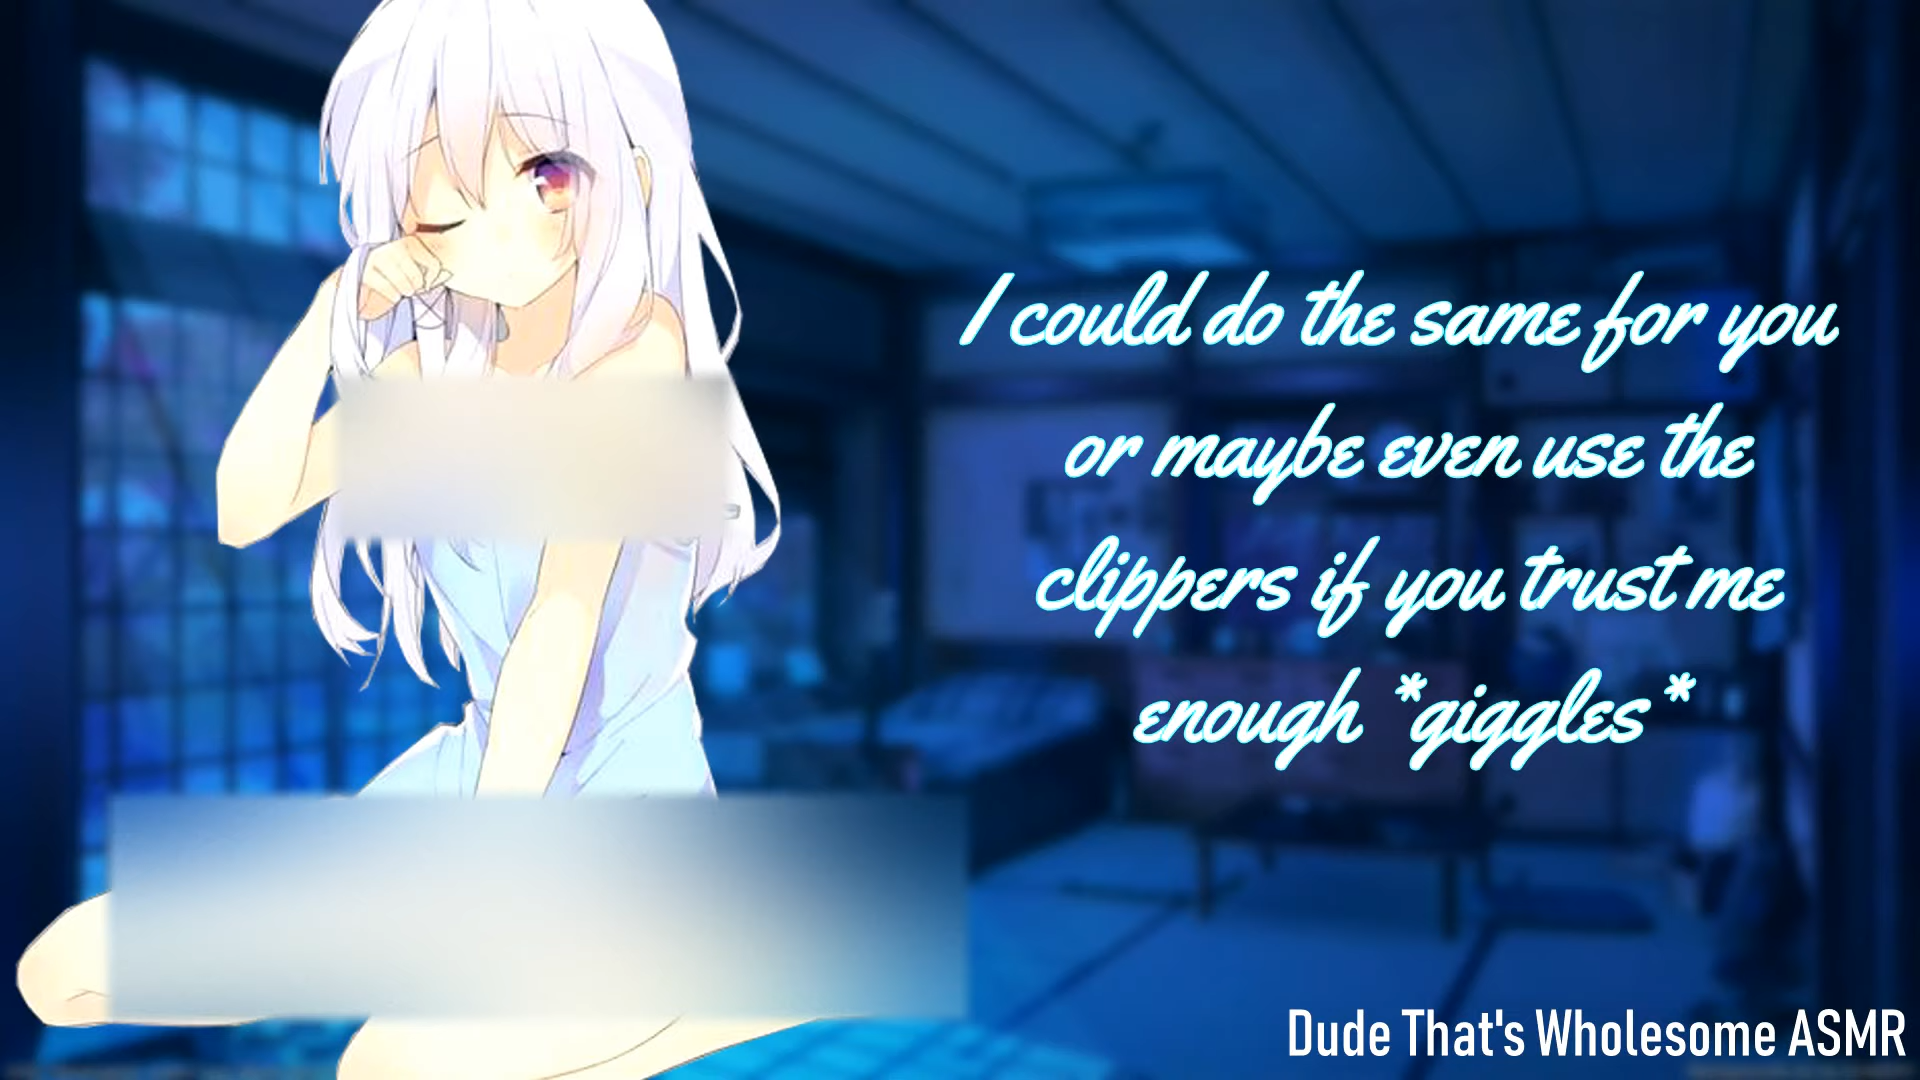 I could do the same for you
or maybe even use the
clippers if you trust me
enough *giggles*
Dude That's Wholesome ASMR